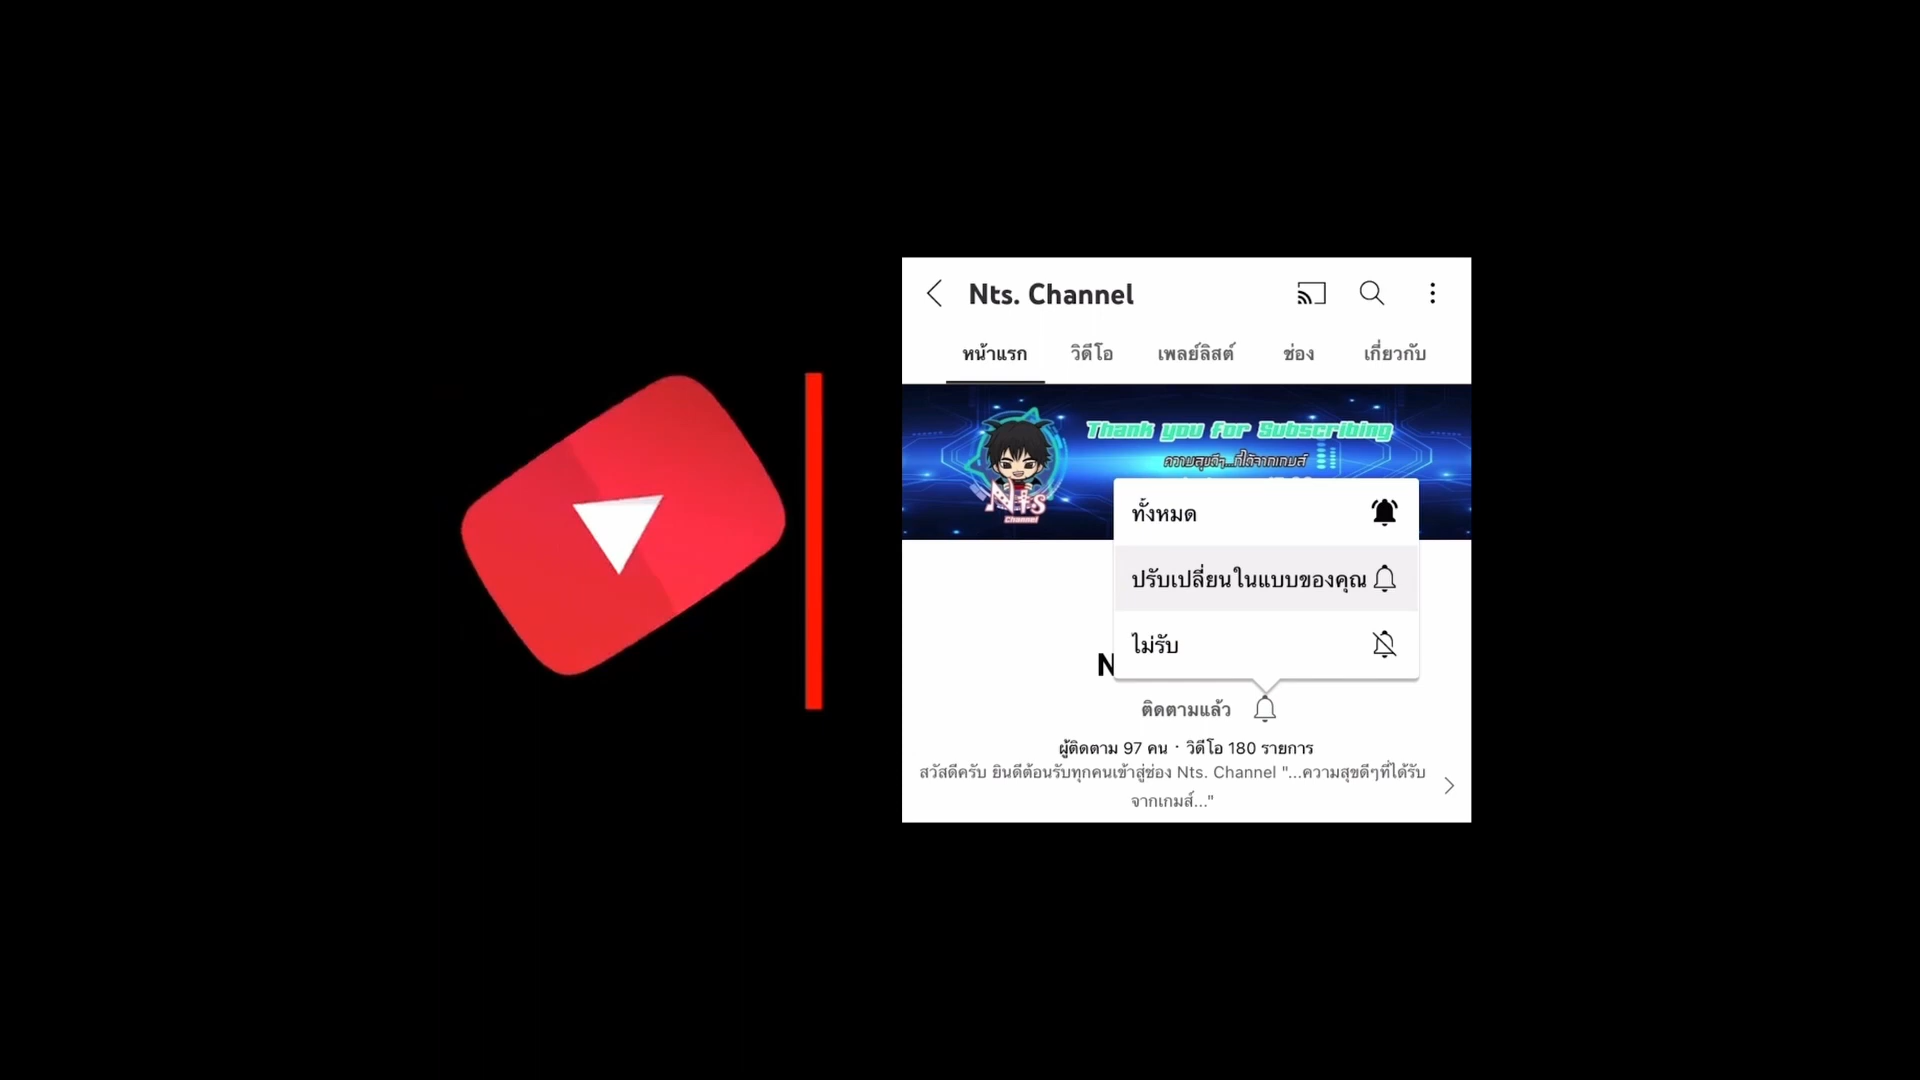 Nts. Channel
หน้าแรก วิดีโอ เพลย์ลิสต์ ช่อง เกี่ยวกับ
Thank you for Subscribing
ความสุขดีๆ...ที่ได้จากเกมส์
Nts
Channel
ทั้งหมด
ปรับเปลี่ยนในแบบของคุณ
ไม่รับ
N
ติดตามแล้ว
ผู้ติดตาม 97 คน · วิดีโอ 180 รายการ
สวัสดีครับ ยินดีต้อนรับทุกคนเข้าสู่ช่อง Nts. Channel "...ความสุขดีๆที่ได้รับ
จากเกมส์..."